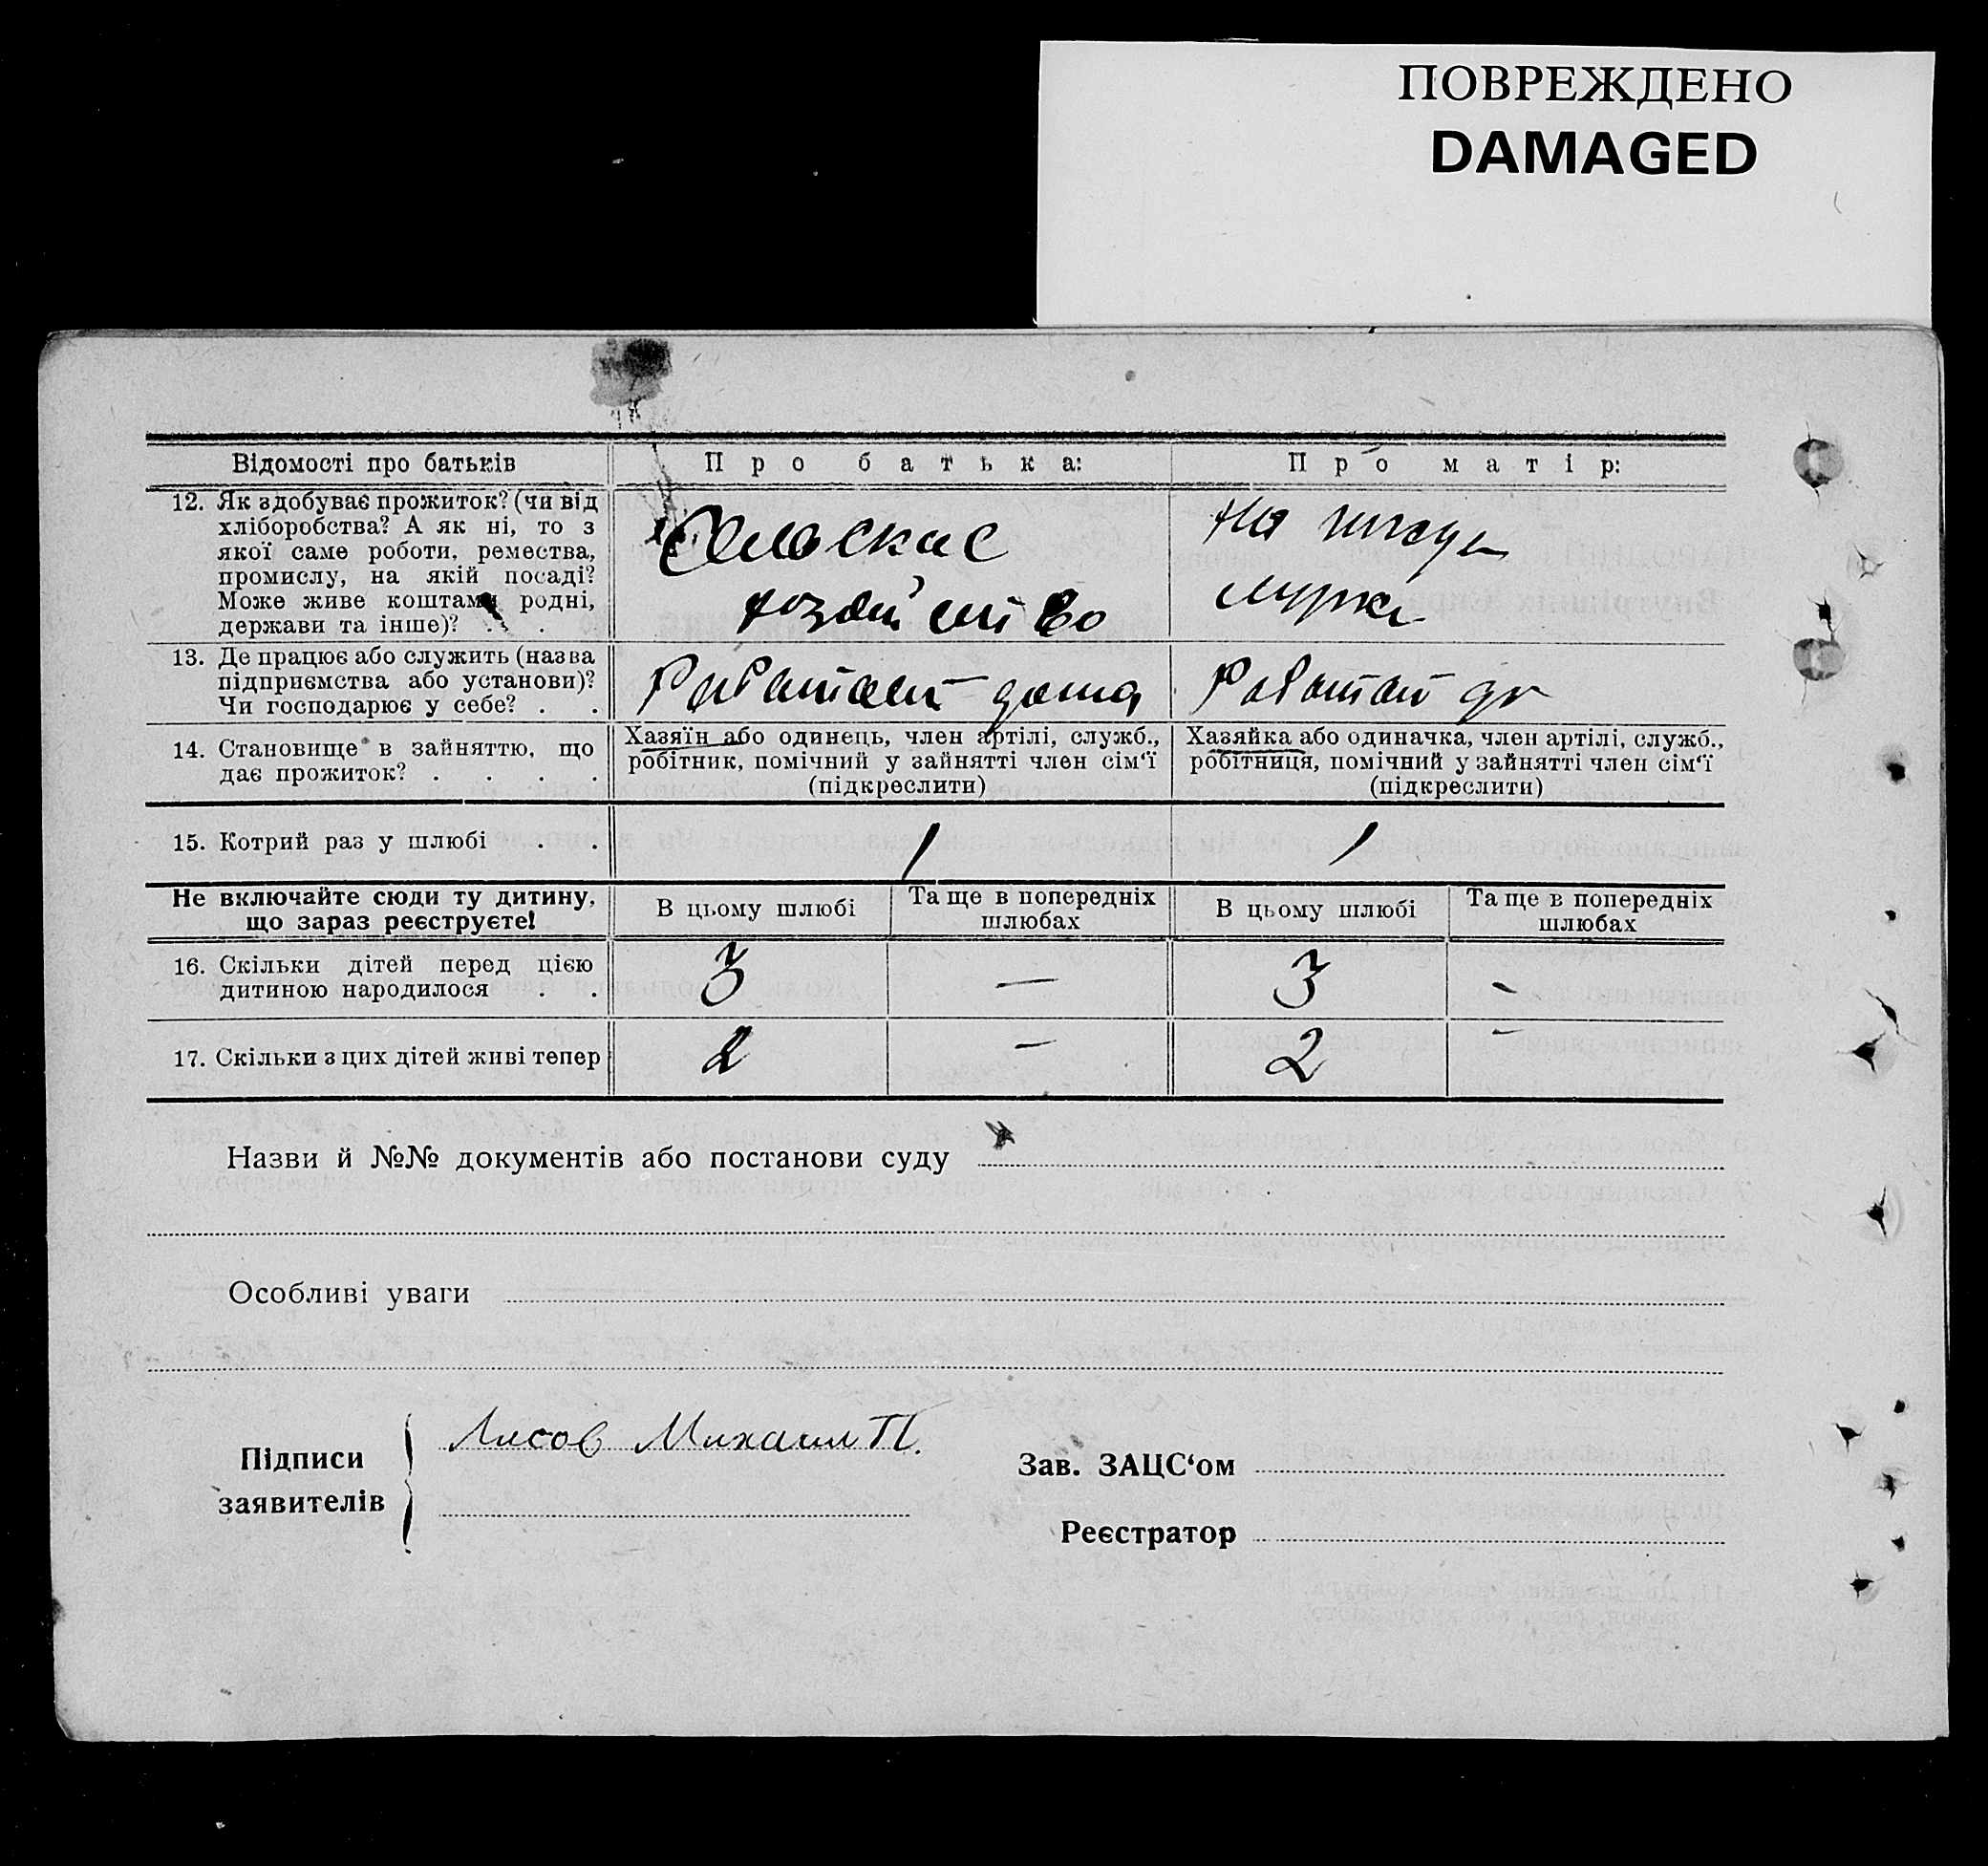 ПОВРЕЖДЕНО
DAMAGED
Відомості про батьків
Про батька:
Про матір:
12. Як здобуває прожиток? (чи від
хліборобства? А як ні, то з
якої саме роботи, ремества,
промислу, на якій посаді?
Може живе коштами родні,
держави та інше)? . .
хозяйство
На
мужа
13. Де працює або служить (назва
підприємства або установи)?
Чи господарює у себе? . .
Работает дома
Работает
14. Становище в зайняттю, що
дає прожиток? . . . .
Хазяїн або одинець, член артілі, служб.,
робітник, помічний у зайнятті член сім'ї
(підкреслити)
Хазяйка або одиначка, член артілі, служб.,
робітниця, помічний у зайнятті член сім'ї
(підкреслити)
15. Котрий раз у шлюбі . .
1
1
Не включайте сюди ту дитину,
що зараз реєструєте!
В цьому шлюбі
Та ще в попередніх
шлюбах
В цьому шлюбі
Та ще в попередніх
шлюбах
16. Скільки дітей перед цією
дитиною народилося . .
3
—
3
-
17. Скільки з цих дітей живі тепер
2
—
2
—
Назви й №№ документів або постанови суду
Особливі уваги
Підписи
заявителів
Лисов Михаил П.
Зав. ЗАЦС'ом
Реєстратор